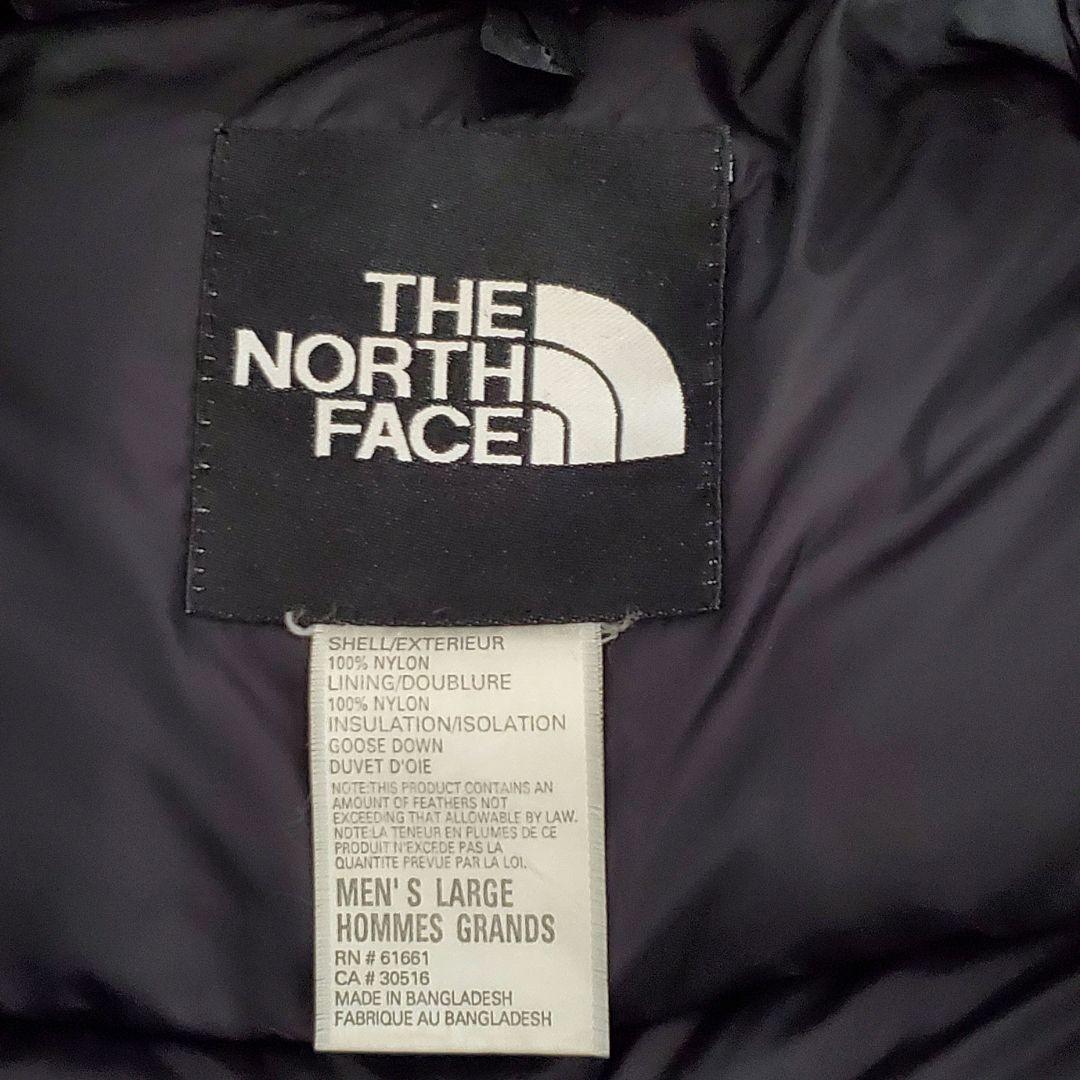 THE
NORTH
FACE
SHELL/EXTERIEUR
100% NYLON
LINING/DOUBLURE
100% NYLON
INSULATION/ISOLATION
GOOSE DOWN
DUVET D'OIE
NOTE:THIS PRODUCT CONTAINS AN
AMOUNT OF FEATHERS NOT
EXCEEDING THAT ALLOWABLE BY LAW.
NOTE:LA TENEUR EN PLUMES DE CE
PRODUIT N'EXCEDE PAS LA
QUANTITE PREVUE PAR LA LOI.
MEN'S LARGE
HOMMES GRANDS
RN # 61661
CA # 30516
MADE IN BANGLADESH
FABRIQUE AU BANGLADESH